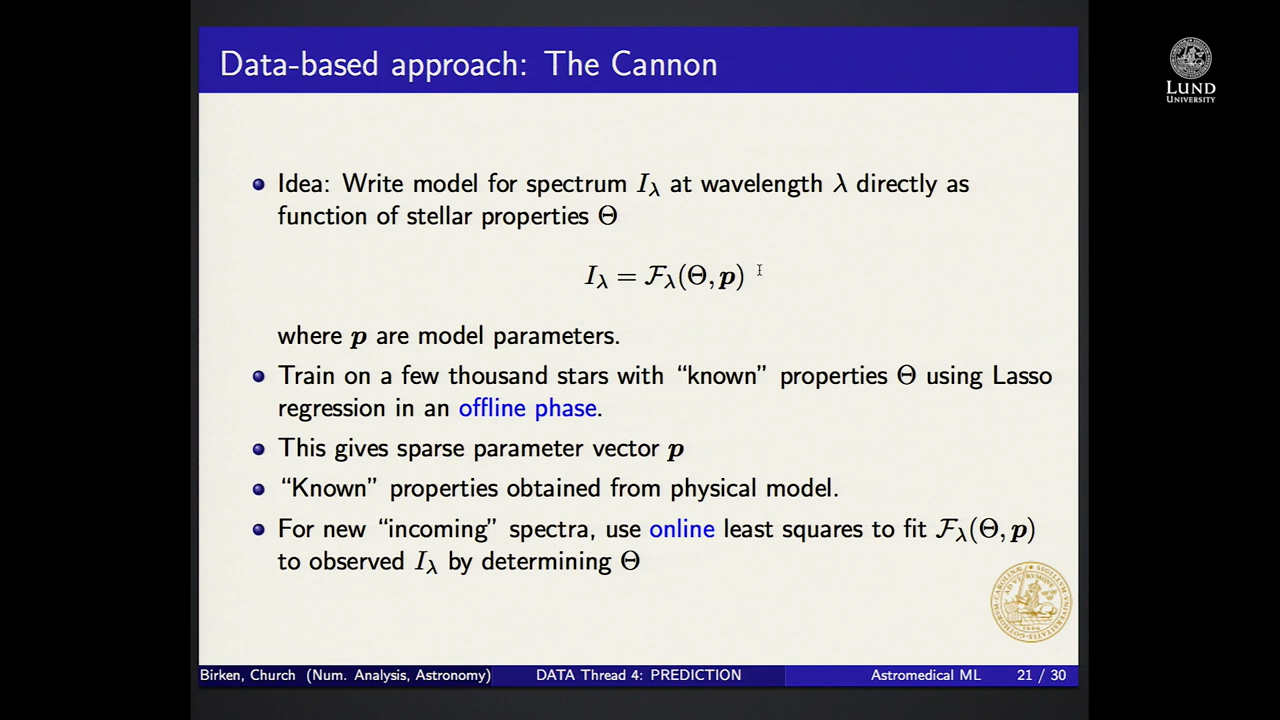 Data-based approach: The Cannon
LUND
UNIVERSITY
Idea: Write model for spectrum I_λ at wavelength λ directly as
function of stellar properties Θ
I_λ = ℱ_λ(Θ, p)
where p are model parameters.
Train on a few thousand stars with “known” properties Θ using Lasso
regression in an offline phase.
This gives sparse parameter vector p
“Known” properties obtained from physical model.
For new “incoming” spectra, use online least squares to fit ℱ_λ(Θ, p)
to observed I_λ by determining Θ
Birken, Church (Num. Analysis, Astronomy)
DATA Thread 4: PREDICTION
Astromedical ML
21 / 30